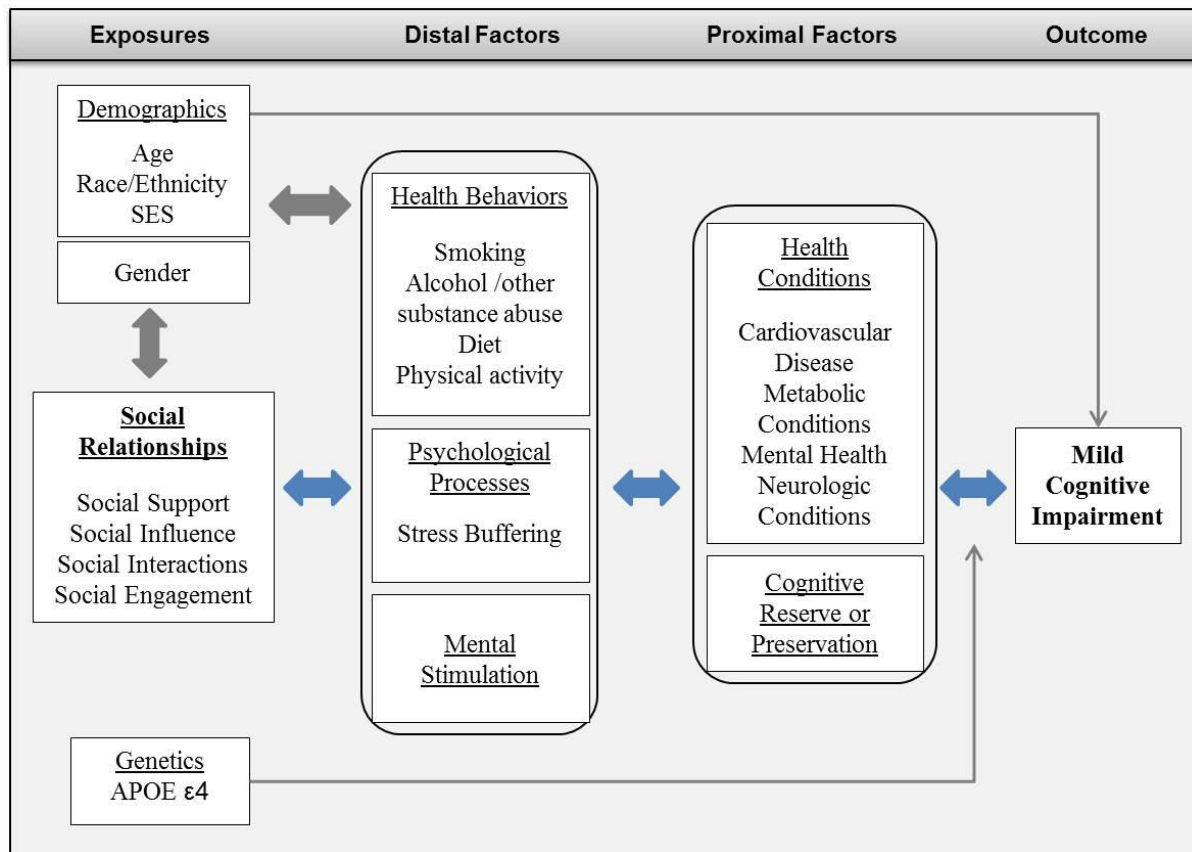 Exposures
Distal Factors
Proximal Factors
Outcome
Demographics
Age
Race/Ethnicity
SES
Gender
Social
Relationships
Social Support
Social Influence
Social Interactions
Social Engagement
Genetics
APOE ε4
Health Behaviors
Smoking
Alcohol /other
substance abuse
Diet
Physical activity
Psychological
Processes
Stress Buffering
Mental
Stimulation
Health
Conditions
Cardiovascular
Disease
Metabolic
Conditions
Mental Health
Neurologic
Conditions
Cognitive
Reserve or
Preservation
Mild
Cognitive
Impairment